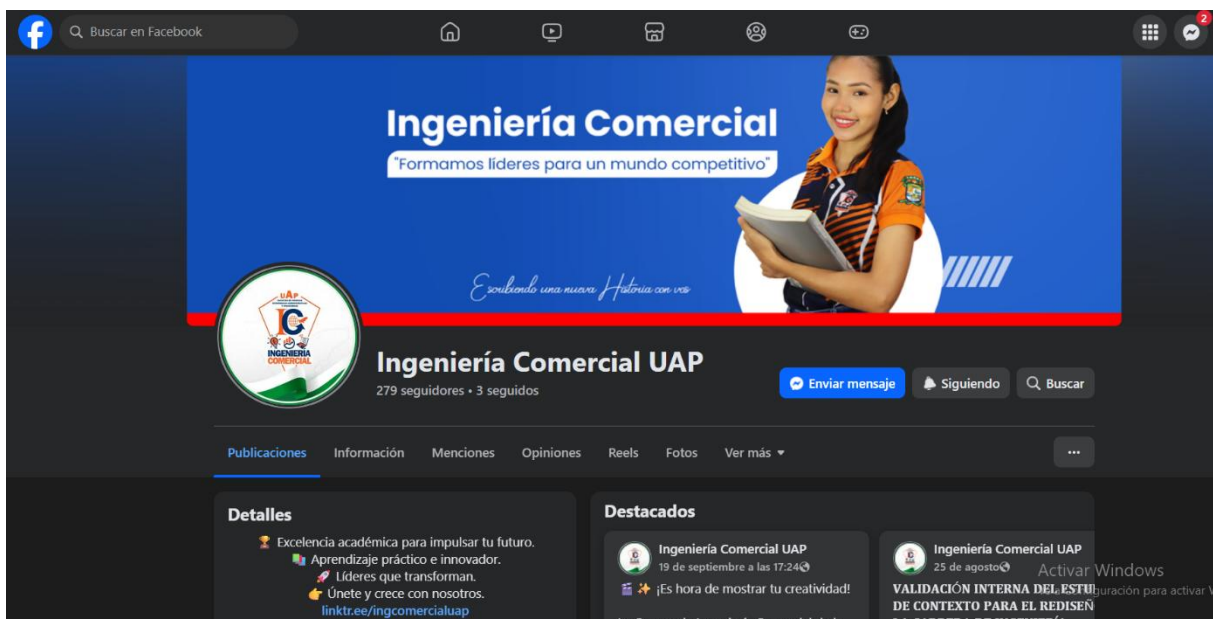 Buscar en Facebook
2
Ingeniería Comercial
"Formamos líderes para un mundo competitivo"
Escribiendo una nueva Historia con vos
UAP
IC
INGENIERIA
COMERCIAL
Ingeniería Comercial UAP
279 seguidores • 3 seguidos
Enviar mensaje
Siguiendo
Buscar
Publicaciones
Información
Menciones
Opiniones
Reels
Fotos
Ver más
Detalles
🏆 Excelencia académica para impulsar tu futuro.
📚 Aprendizaje práctico e innovador.
🚀 Líderes que transforman.
👉 Únete y crece con nosotros.
linktr.ee/ingcomercialuap
Destacados
Ingeniería Comercial UAP
19 de septiembre a las 17:24
🎬 ✨ ¡Es hora de mostrar tu creatividad!
Ingeniería Comercial UAP
25 de agosto
VALIDACIÓN INTERNA DEL ESTU
DE CONTEXTO PARA EL REDISEÑ
Activar Windows
para activar